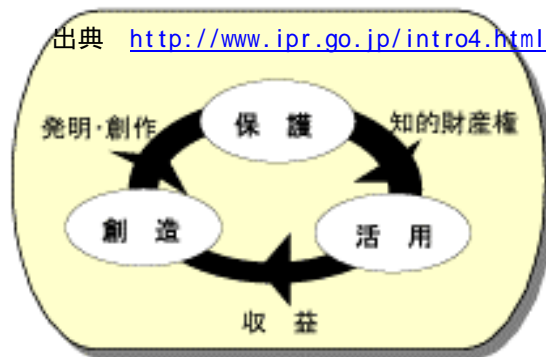 出典 http://www.ipr.go.jp/intro4.html
保 護
発明・創作
知的財産権
創 造
活 用
収 益